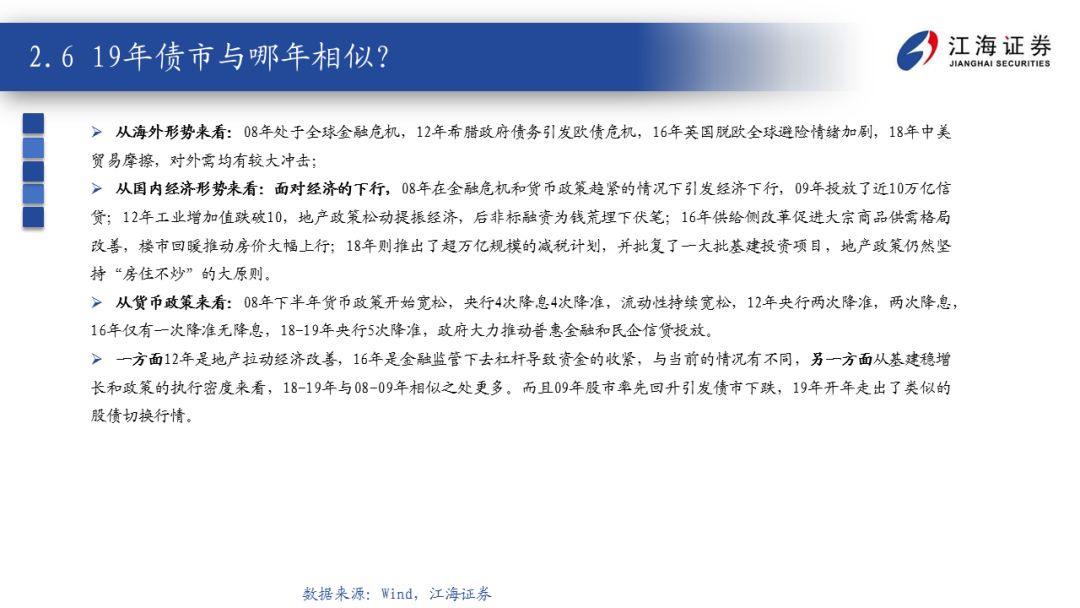 2.6 19年债市与哪年相似？
江海证券
JIANGHAI SECURITIES
➢ 从海外形势来看：08年处于全球金融危机，12年希腊政府债务引发欧债危机，16年英国脱欧全球避险情绪加剧，18年中美
贸易摩擦，对外需均有较大冲击；
➢ 从国内经济形势来看：面对经济的下行，08年在金融危机和货币政策趋紧的情况下引发经济下行，09年投放了近10万亿信
贷；12年工业增加值跌破10，地产政策松动提振经济，后非标融资为钱荒埋下伏笔；16年供给侧改革促进大宗商品供需格局
改善，楼市回暖推动房价大幅上行；18年则推出了超万亿规模的减税计划，并批复了一大批基建投资项目，地产政策仍然坚
持“房住不炒”的大原则。
➢ 从货币政策来看：08年下半年货币政策开始宽松，央行4次降息4次降准，流动性持续宽松，12年央行两次降准，两次降息，
16年仅有一次降准无降息，18-19年央行5次降准，政府大力推动普惠金融和民企信贷投放。
➢ 一方面12年是地产拉动经济改善，16年是金融监管下去杠杆导致资金的收紧，与当前的情况有不同，另一方面从基建稳增
长和政策的执行密度来看，18-19年与08-09年相似之处更多。而且09年股市率先回升引发债市下跌，19年开年走出了类似的
股债切换行情。
数据来源：Wind，江海证券